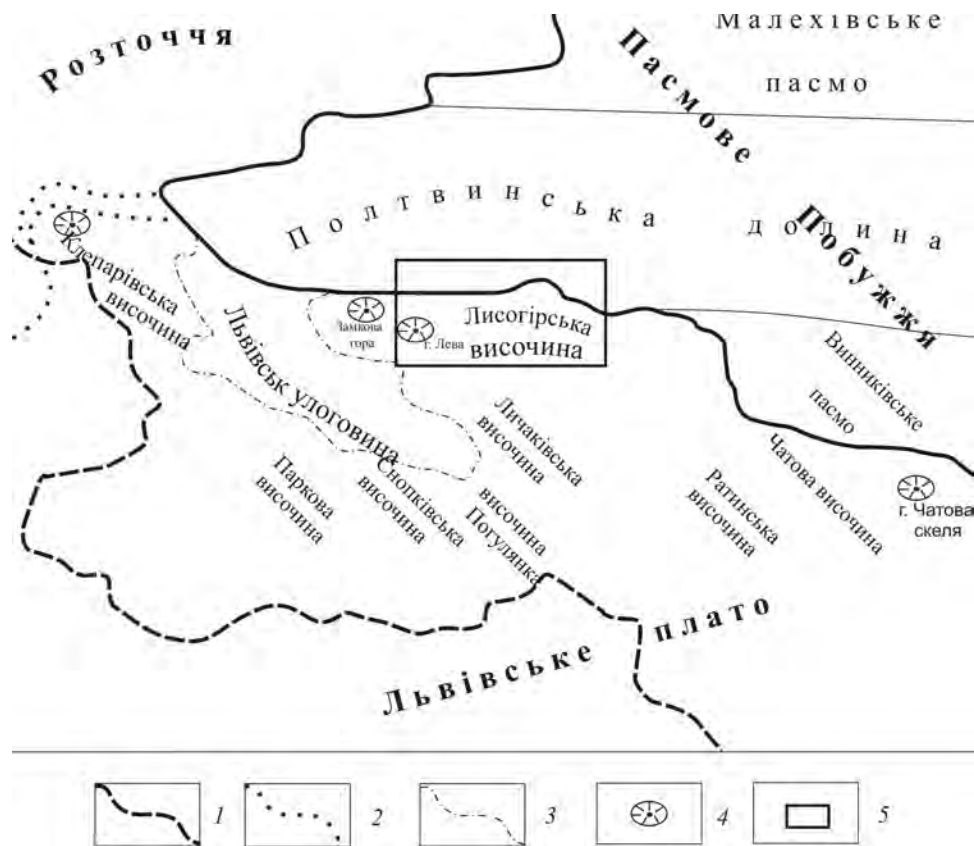 Розточчя
Малехівське
пасмо
Пасмове
Побужжя
Полтвинська долина
Клепарівська
височина
Львівськ улоговина
Замкова
гора
г. Лева
Лисогірська
височина
Винниківське
пасмо
Личаківська
височина
Паркова
височина
Снопківська
височина
височина
Погулянка
Ратинська
височина
Чатова височина
г. Чатова
скеля
Львівське плато
1 2 3 4 5